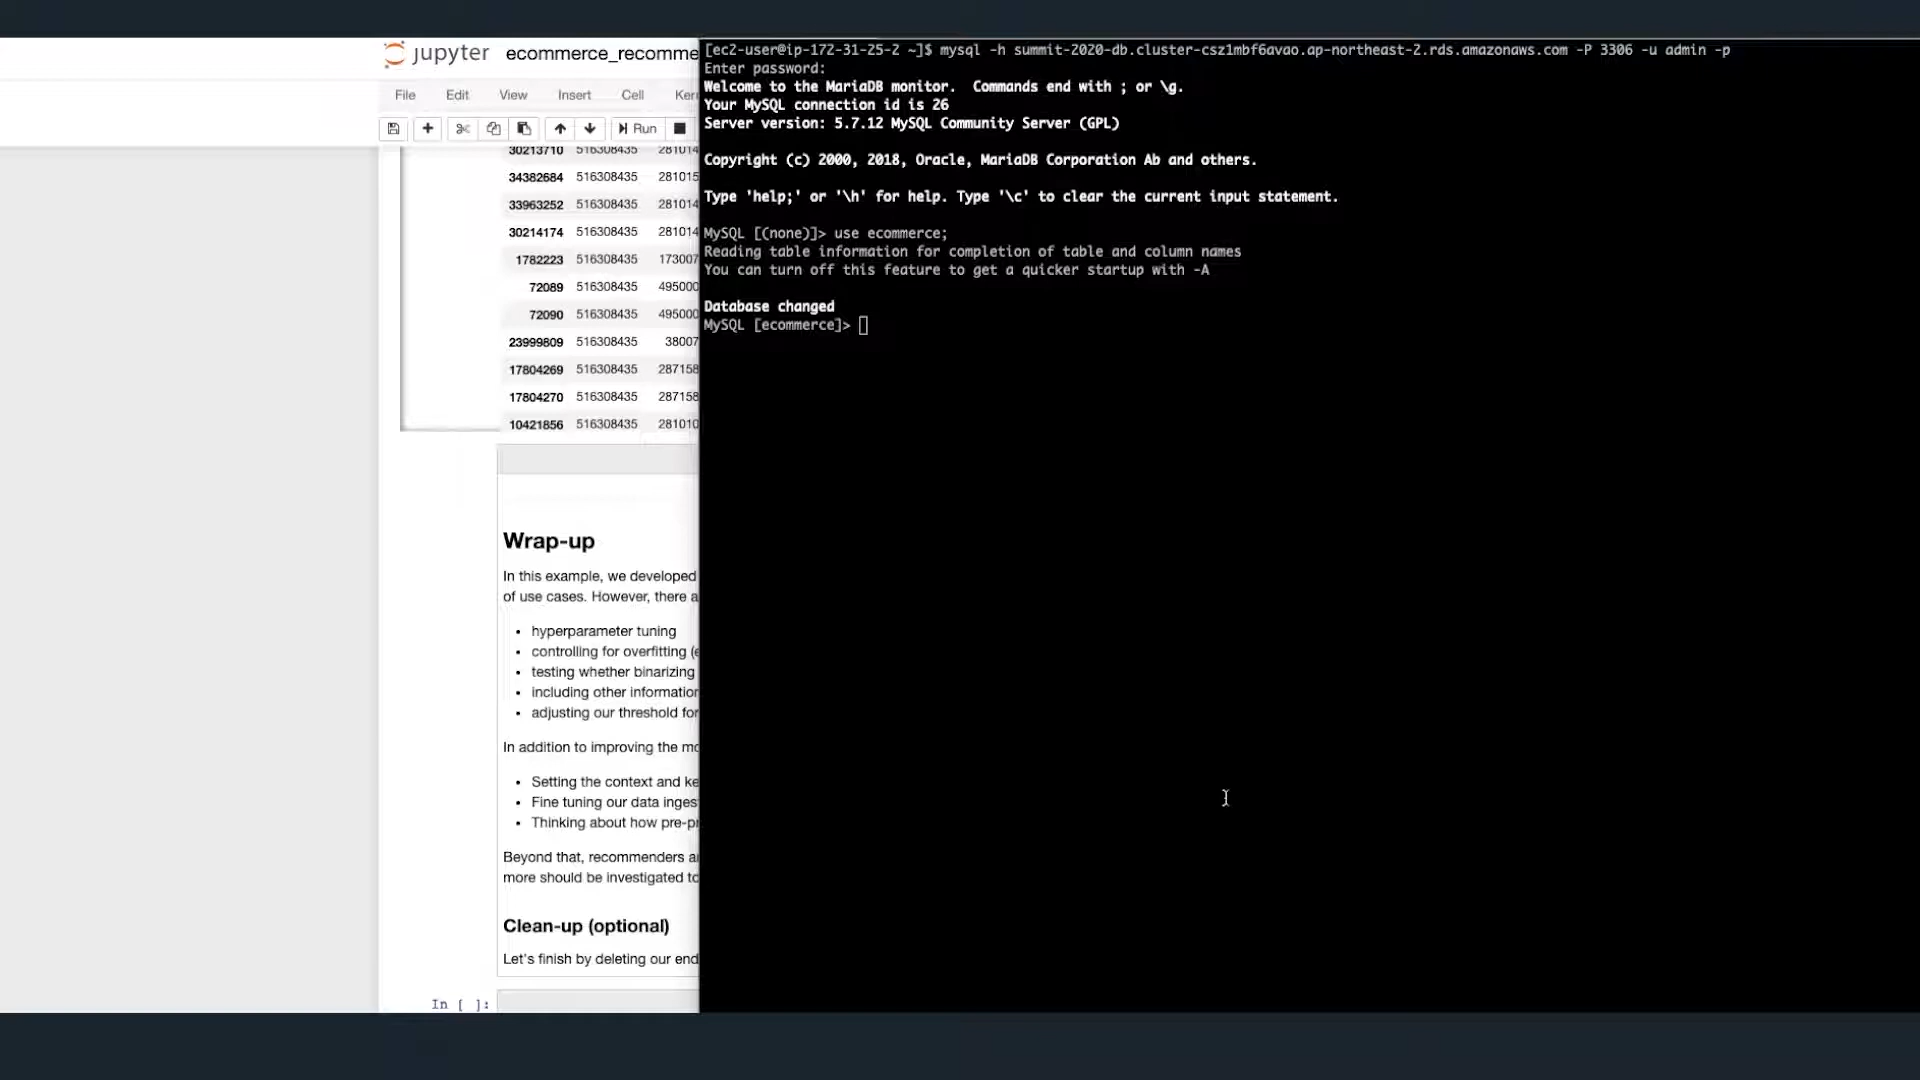 jupyter ecommerce_recomme
File Edit View Insert Cell Ker
Run
30213710 516308435 281014
34382684 516308435 281015
33963252 516308435 281014
30214174 516308435 281014
1782223 516308435 173007
72089 516308435 495000
72090 516308435 495000
23999809 516308435 38007
17804269 516308435 287158
17804270 516308435 287158
10421856 516308435 281010
Wrap-up
In this example, we developed
of use cases. However, there a
• hyperparameter tuning
• controlling for overfitting (e
• testing whether binarizing
• including other information
• adjusting our threshold for
In addition to improving the mo
• Setting the context and ke
• Fine tuning our data inges
• Thinking about how pre-pr
Beyond that, recommenders a
more should be investigated to
Clean-up (optional)
Let's finish by deleting our end
In [ ]:
[ec2-user@ip-172-31-25-2 ~]$ mysql -h summit-2020-db.cluster-csz1mbf6avao.ap-northeast-2.rds.amazonaws.com -P 3306 -u admin -p
Enter password:
Welcome to the MariaDB monitor.  Commands end with ; or \g.
Your MySQL connection id is 26
Server version: 5.7.12 MySQL Community Server (GPL)
Copyright (c) 2000, 2018, Oracle, MariaDB Corporation Ab and others.
Type 'help;' or '\h' for help. Type '\c' to clear the current input statement.
MySQL [(none)]> use ecommerce;
Reading table information for completion of table and column names
You can turn off this feature to get a quicker startup with -A
Database changed
MySQL [ecommerce]>